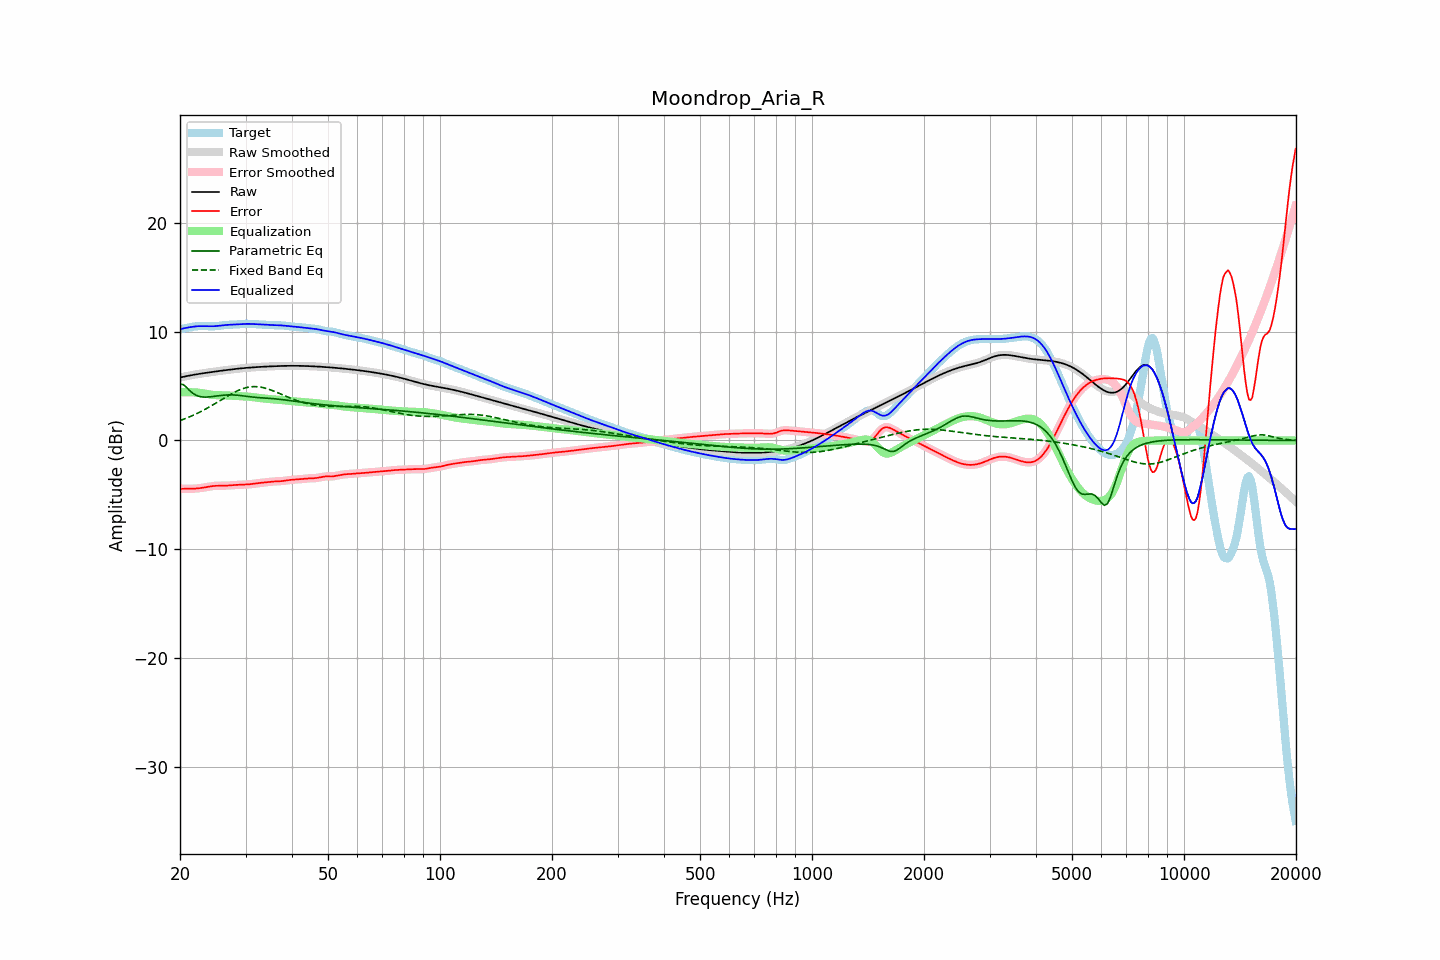 Moondrop_Aria_R
Target
Raw Smoothed
Error Smoothed
Raw
Error
Equalization
Parametric Eq
Fixed Band Eq
Equalized
Amplitude (dBr)
20
10
0
−10
−20
−30
20 50 100 200 500 1000 2000 5000 10000 20000
Frequency (Hz)